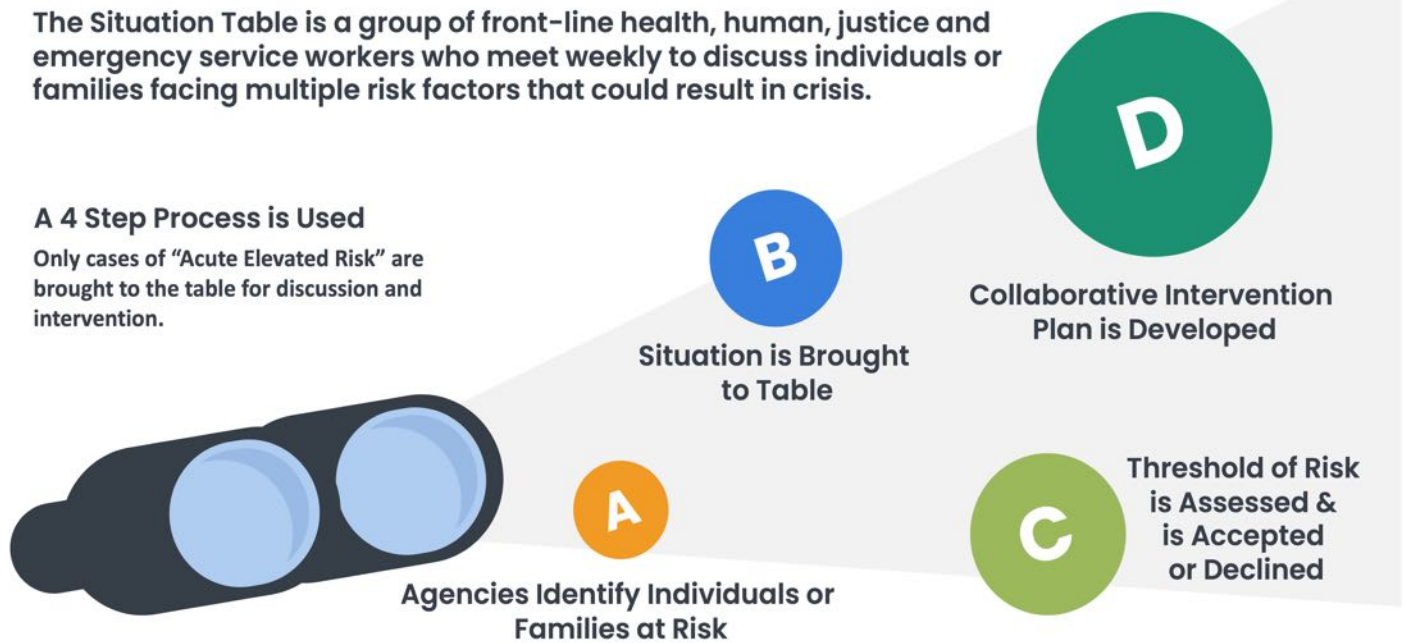 The Situation Table is a group of front-line health, human, justice and
emergency service workers who meet weekly to discuss individuals or
families facing multiple risk factors that could result in crisis.
A 4 Step Process is Used
Only cases of “Acute Elevated Risk” are
brought to the table for discussion and
intervention.
A
Agencies Identify Individuals or
Families at Risk
B
Situation is Brought
to Table
C
Threshold of Risk
is Assessed &
is Accepted
or Declined
D
Collaborative Intervention
Plan is Developed